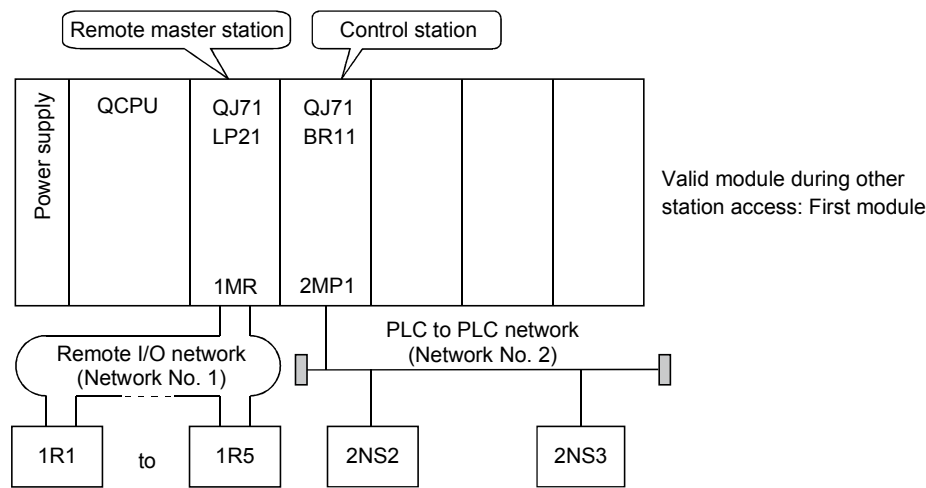 Remote master station
Control station
Power supply
QCPU
QJ71
LP21
QJ71
BR11
Valid module during other
station access: First module
1MR
2MP1
PLC to PLC network
(Network No. 2)
Remote I/O network
(Network No. 1)
1R1
to
1R5
2NS2
2NS3